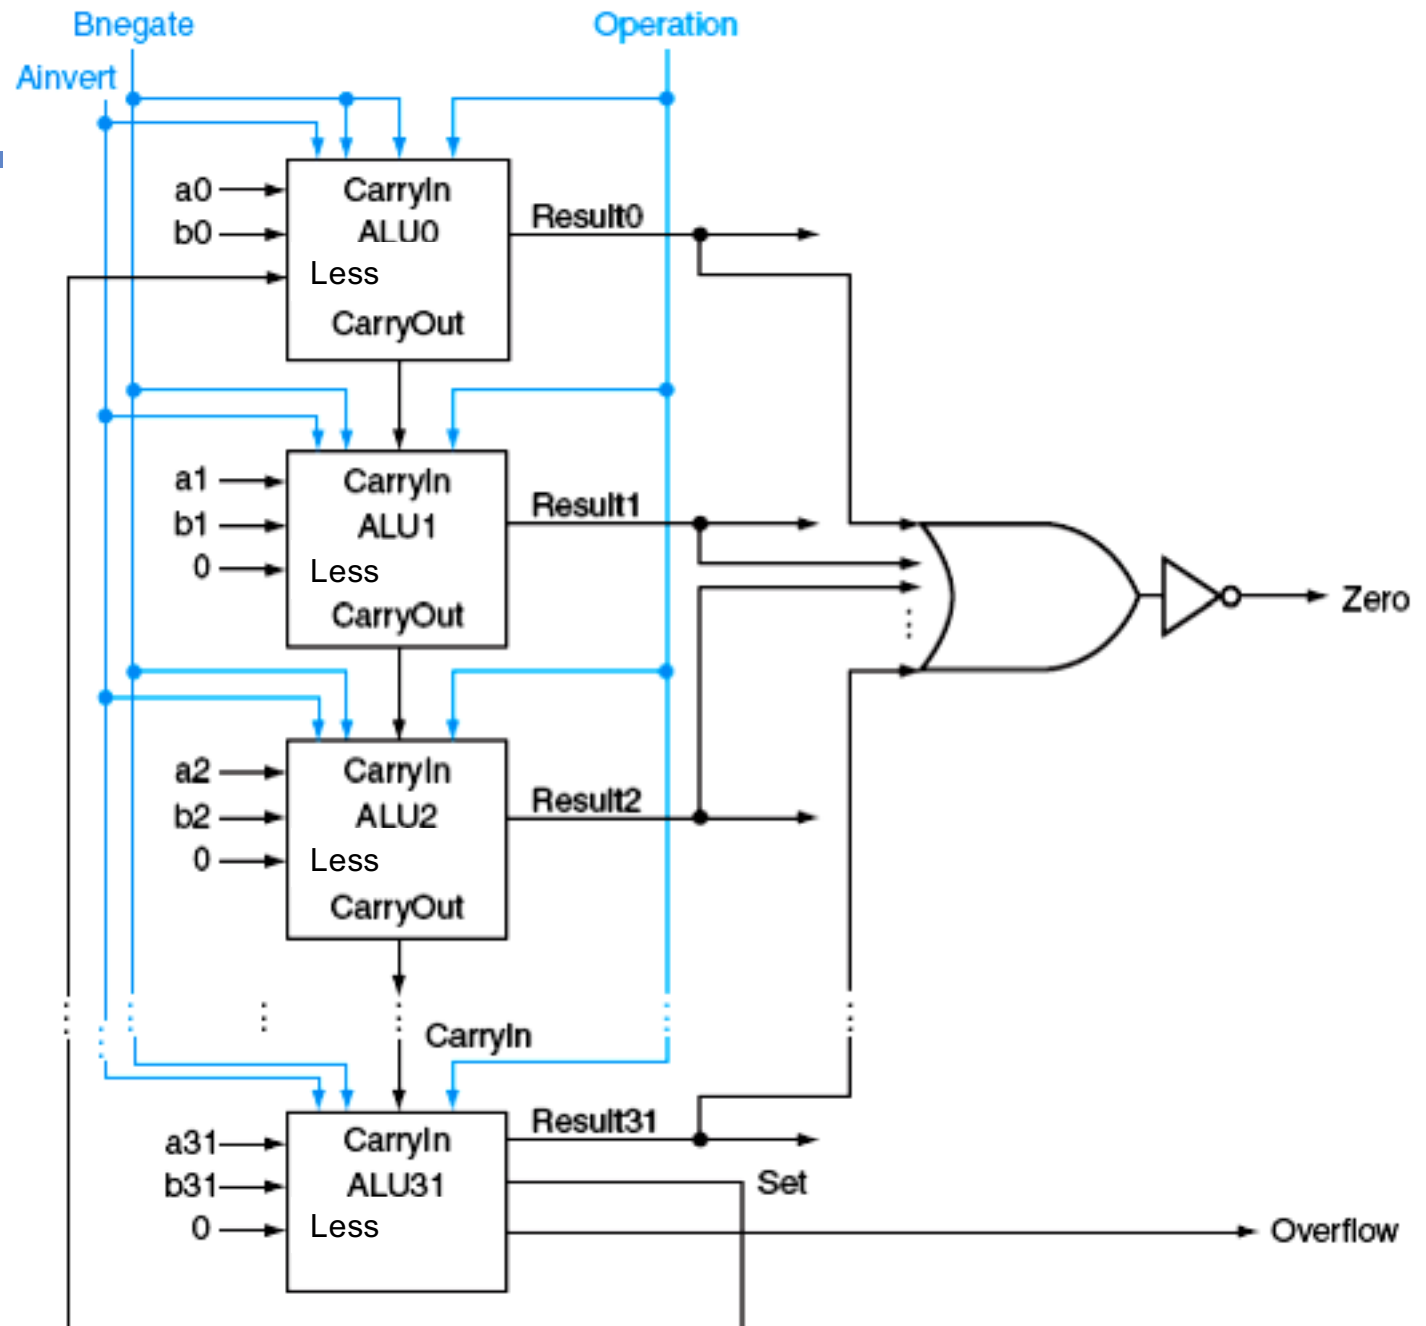 Bnegate
Operation
Ainvert
a0
CarryIn
b0
ALU0
Result0
Less
CarryOut
a1
CarryIn
b1
ALU1
Result1
0
Less
CarryOut
Zero
a2
CarryIn
b2
ALU2
Result2
0
Less
CarryOut
CarryIn
a31
CarryIn
Result31
b31
ALU31
Set
0
Less
Overflow